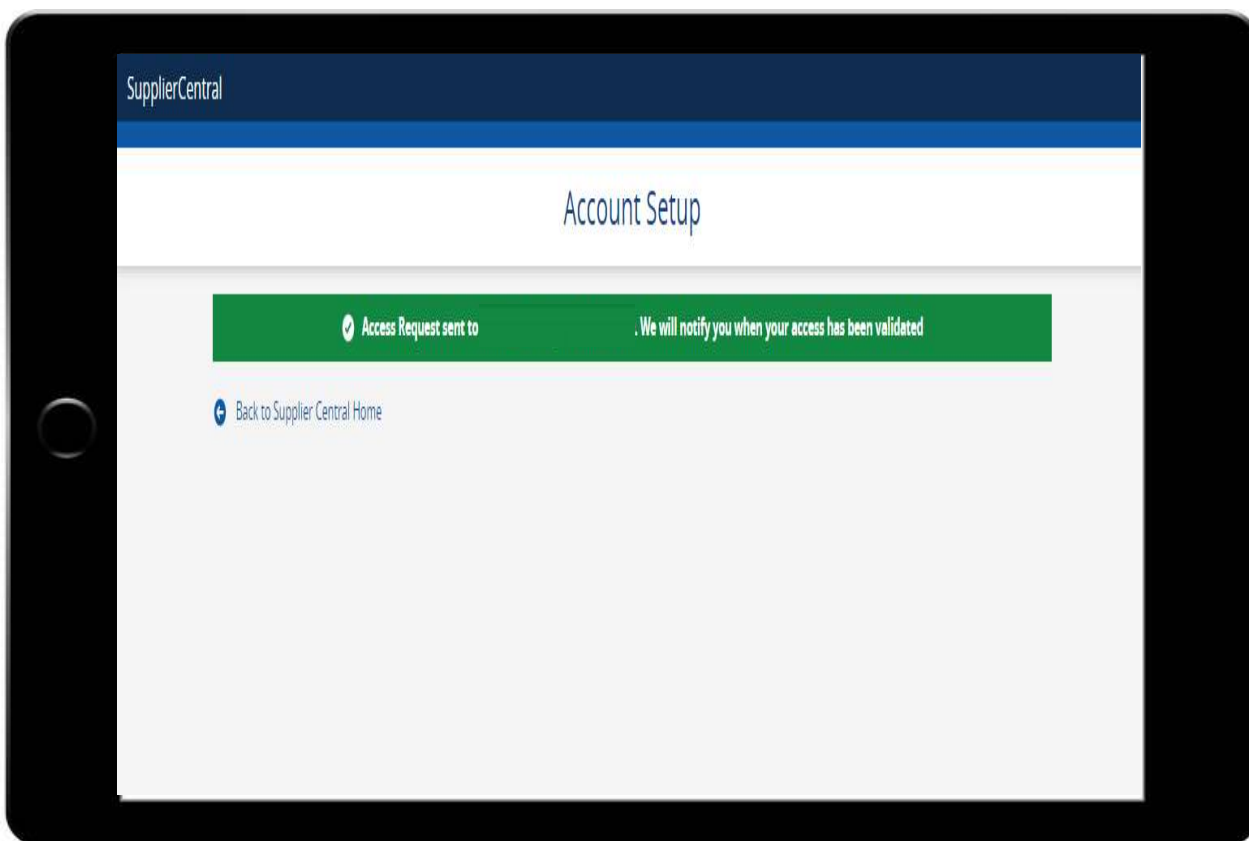 SupplierCentral
Account Setup
Access Request sent to . We will notify you when your access has been validated
Back to Supplier Central Home